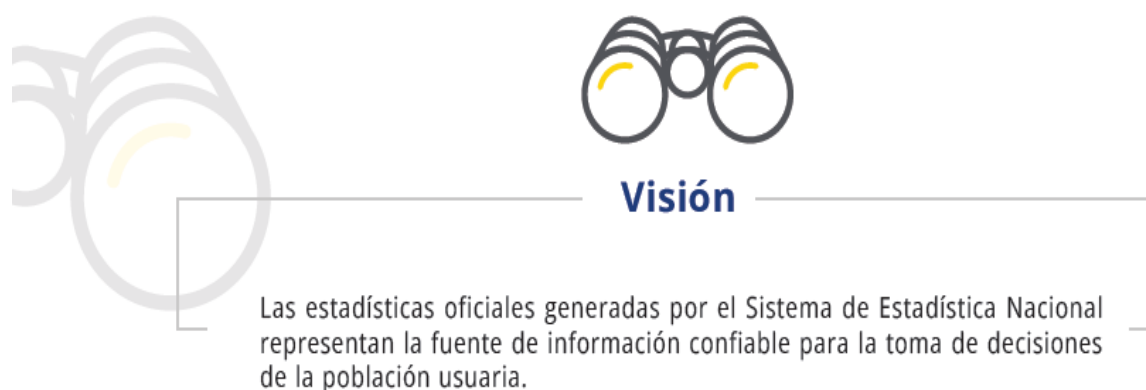 Visión
Las estadísticas oficiales generadas por el Sistema de Estadística Nacional
representan la fuente de información confiable para la toma de decisiones
de la población usuaria.